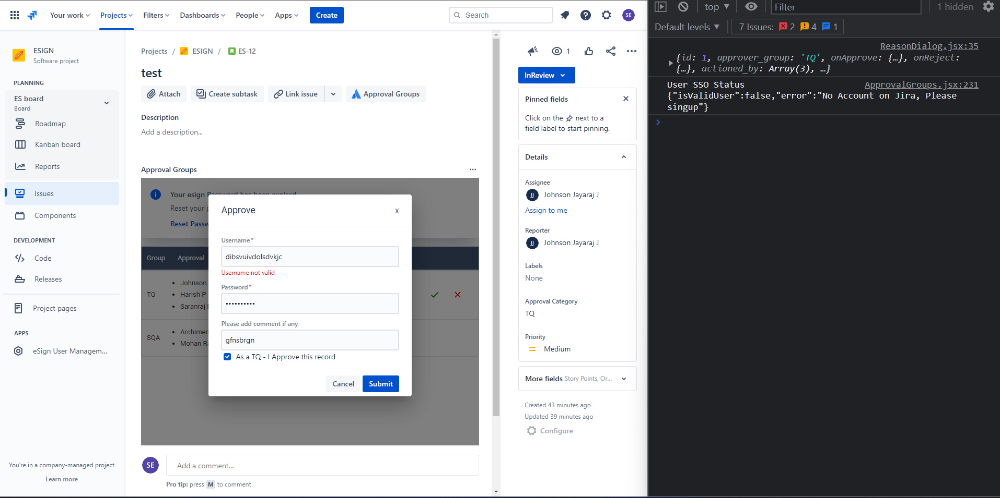 Your work
Projects
Filters
Dashboards
People
Apps
Create
Search
SE
ESIGN
Software project
PLANNING
ES board
Board
Roadmap
Kanban board
Reports
Issues
Components
DEVELOPMENT
Code
Releases
Project pages
APPS
eSign User Managem...
You're in a company-managed project
Learn more
Projects / ESIGN / ES-12
test
Attach
Create subtask
Link issue
Approval Groups
Description
Add a description...
Approval Groups
Your esign Password has been expired
Reset your
Reset Passw
Group Approval
TQ
Johnson
Harish P
Saranraj
SQA
Archimed
Mohan Ra
Approve
X
Username*
dibsvuivdolsdvkjc
Username not valid
Password*
••••••••••
Please add comment if any
gfnsbrgn
As a TQ - I Approve this record
Cancel
Submit
SE
Add a comment...
Pro tip: press M to comment
1
InReview
Pinned fields
Click on the next to a
field label to start pinning.
Details
Assignee
JJ Johnson Jayaraj J
Assign to me
Reporter
JJ Johnson Jayaraj J
Labels
None
Approval Category
TQ
Priority
Medium
More fields Story Points, Or...
Created 43 minutes ago
Updated 39 minutes ago
Configure
top
Filter
1 hidden
Default levels
7 Issues: 2 4 1
ReasonDialog.jsx:35
{id: 1, approver_group: 'TQ', onApprove: {…}, onReject:
{…}, actioned_by: Array(3), …}
User SSO Status ApprovalGroups.jsx:231
{"isValidUser":false,"error":"No Account on Jira, Please
singup"}